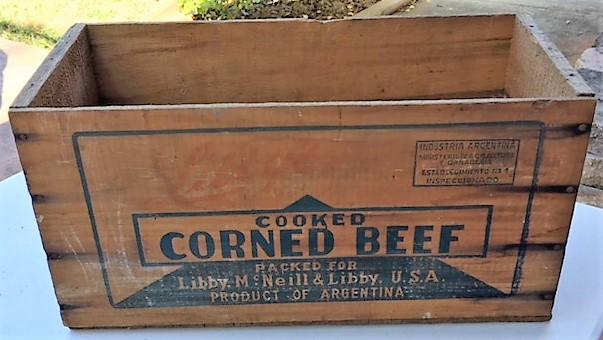 INDUSTRIA ARGENTINA
MINISTERIO DE AGRICULTURA
Y GANADERIA
ESTABLECIMIENTO Nº 1
INSPECCIONADO
COOKED
CORNED BEEF
PACKED FOR
Libby, McNeill & Libby, U.S.A.
PRODUCT OF ARGENTINA